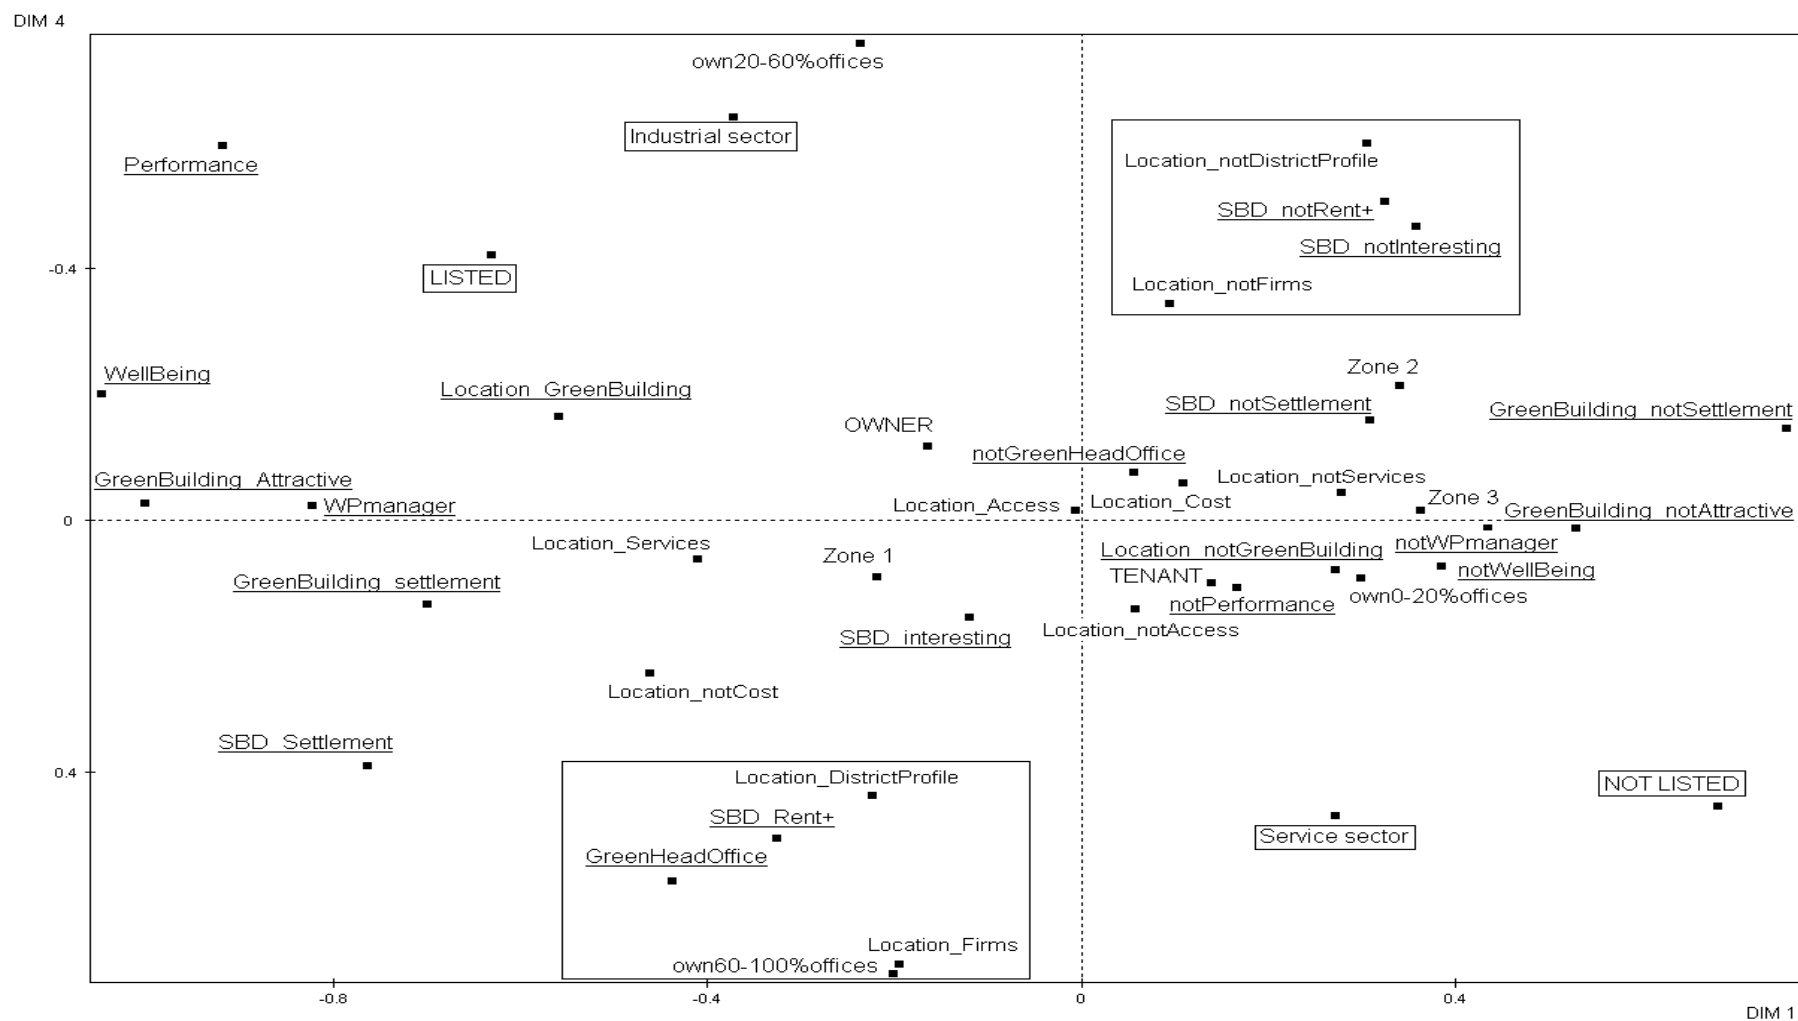 DIM 4
own20-60%offices
Industrial sector
Performance
Location_notDistrictProfile
SBD_notRent+
SBD_notInteresting
-0.4
LISTED
Location_notFirms
WellBeing
Zone 2
Location_GreenBuilding
SBD_notSettlement
GreenBuilding_notSettlement
OWNER
notGreenHeadOffice
GreenBuilding_Attractive
Location_notServices
WPmanager
Location_Access
Location_Cost
Zone 3
GreenBuilding_notAttractive
0
Location_Services
Zone 1
Location_notGreenBuilding
notWPmanager
GreenBuilding_settlement
TENANT
notWellBeing
notPerformance
own0-20%offices
SBD_interesting
Location_notAccess
Location_notCost
SBD_Settlement
0.4
Location_DistrictProfile
NOT LISTED
SBD_Rent+
Service sector
GreenHeadOffice
Location_Firms
own60-100%offices
-0.8
-0.4
0
0.4
DIM 1